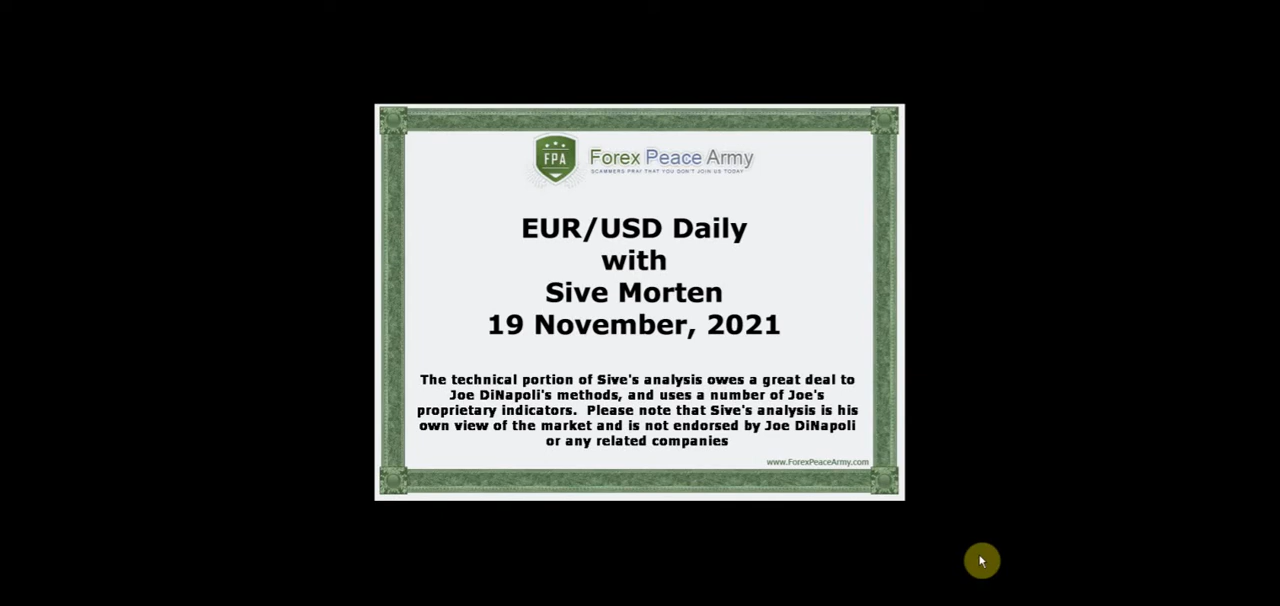 FPA
Forex Peace Army
SCAMMERS PRAY THAT YOU DON'T JOIN US TODAY
EUR/USD Daily
with
Sive Morten
19 November, 2021
The technical portion of Sive's analysis owes a great deal to
Joe DiNapoli's methods, and uses a number of Joe's
proprietary indicators. Please note that Sive's analysis is his
own view of the market and is not endorsed by Joe DiNapoli
or any related companies
www.ForexPeaceArmy.com